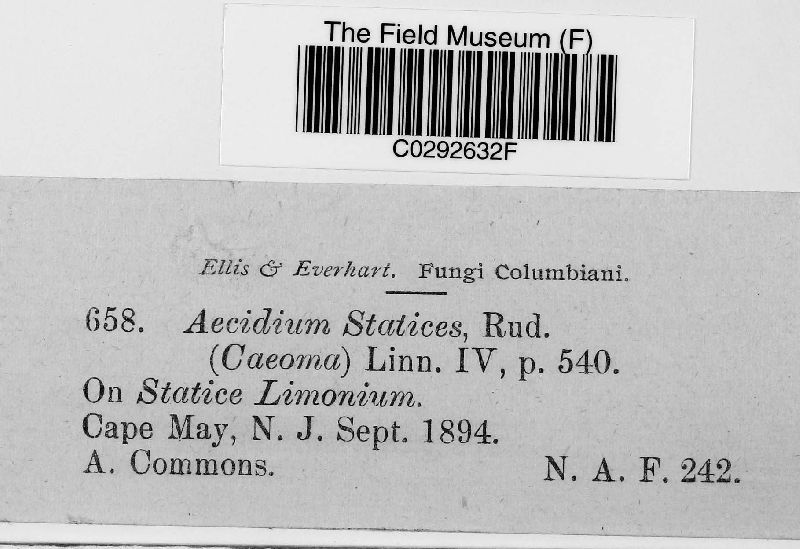 The Field Museum (F)
C0292632F
Ellis & Everhart. Fungi Columbiani.
658. Aecidium Statices, Rud.
(Caeoma) Linn. IV, p. 540.
On Statice Limonium.
Cape May, N. J. Sept. 1894.
A. Commons. N. A. F. 242.